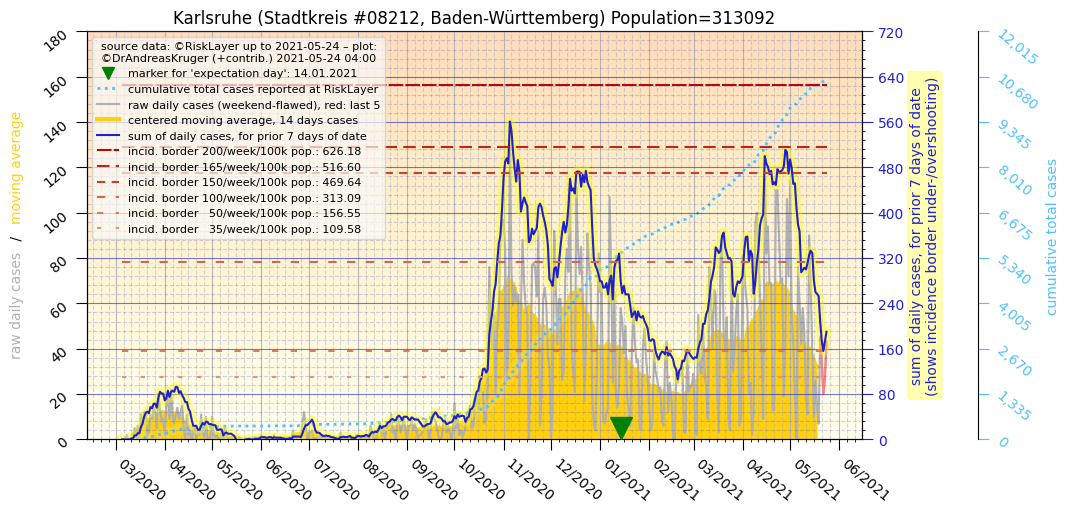 Karlsruhe (Stadtkreis #08212, Baden-Württemberg) Population=313092
source data: ©RiskLayer up to 2021-05-24 – plot:
©DrAndreasKruger (+contrib.) 2021-05-24 04:00
marker for 'expectation day': 14.01.2021
cumulative total cases reported at RiskLayer
raw daily cases (weekend-flawed), red: last 5
centered moving average, 14 days cases
sum of daily cases, for prior 7 days of date
incid. border 200/week/100k pop.: 626.18
incid. border 165/week/100k pop.: 516.60
incid. border 150/week/100k pop.: 469.64
incid. border 100/week/100k pop.: 313.09
incid. border   50/week/100k pop.: 156.55
incid. border   35/week/100k pop.: 109.58
raw daily cases  /  moving average
180
160
140
120
100
80
60
40
20
0
03/2020
04/2020
05/2020
06/2020
07/2020
08/2020
09/2020
10/2020
11/2020
12/2020
01/2021
02/2021
03/2021
04/2021
05/2021
06/2021
720
640
560
480
400
320
240
160
80
0
sum of daily cases, for prior 7 days of date
(shows incidence border under-/overshooting)
12,015
10,680
9,345
8,010
6,675
5,340
4,005
2,670
1,335
0
cumulative total cases